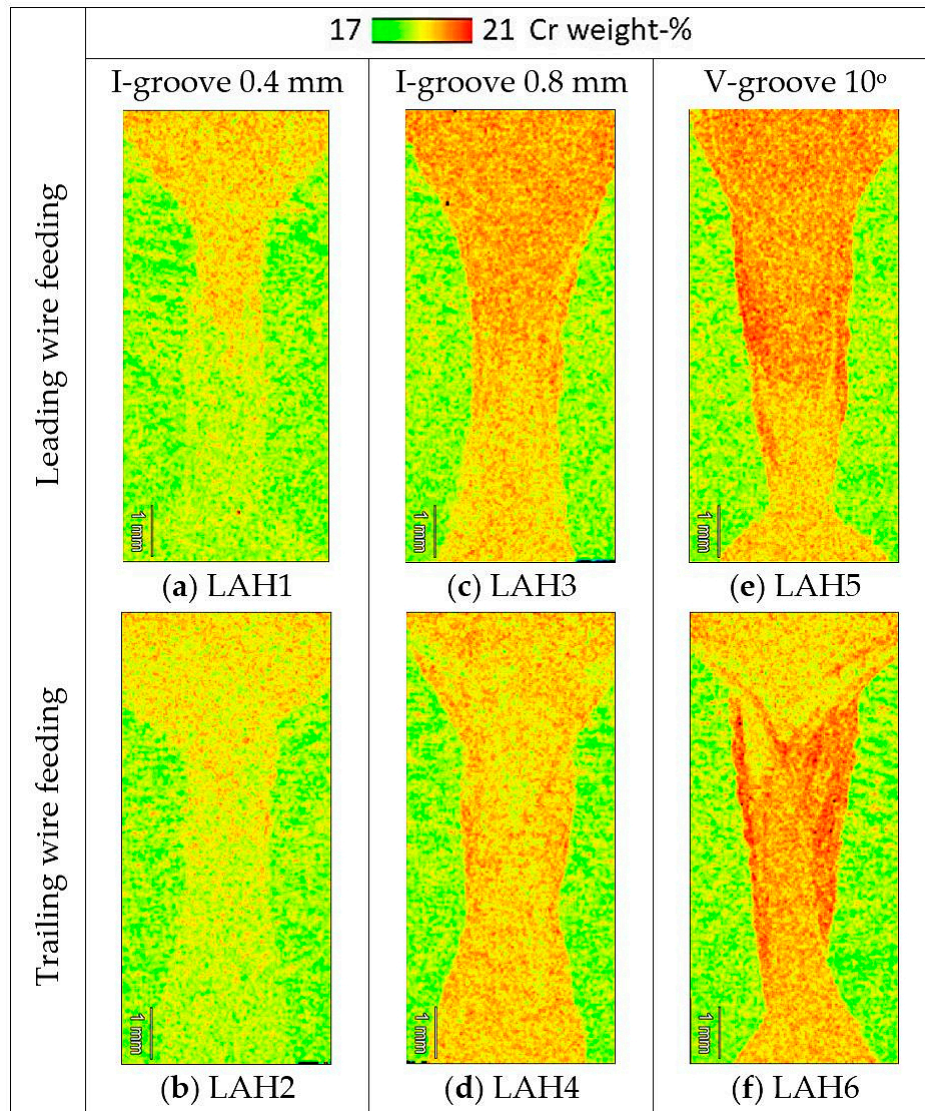 17 21 Cr weight-%
I-groove 0.4 mm I-groove 0.8 mm V-groove 10º
Leading wire feeding
1 mm 1 mm 1 mm
(a) LAH1 (c) LAH3 (e) LAH5
Trailing wire feeding
1 mm 1 mm 1 mm
(b) LAH2 (d) LAH4 (f) LAH6